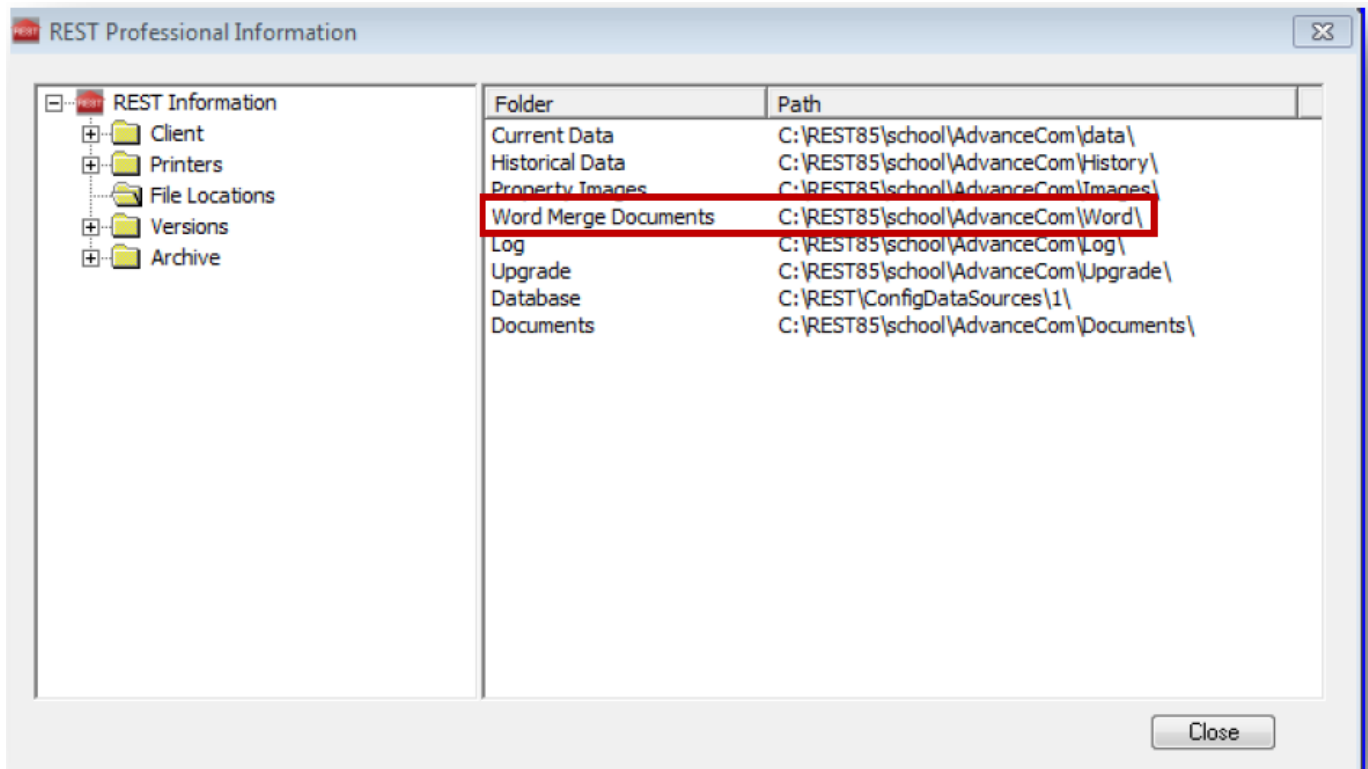 REST REST Professional Information
REST REST Information
Client
Printers
File Locations
Versions
Archive
Folder Path
Current Data C:\REST85\school\AdvanceCom\data\
Historical Data C:\REST85\school\AdvanceCom\History\
Property Images C:\REST85\school\AdvanceCom\Images\
Word Merge Documents C:\REST85\school\AdvanceCom\Word\
Log C:\REST85\school\AdvanceCom\Log\
Upgrade C:\REST85\school\AdvanceCom\Upgrade\
Database C:\REST\ConfigDataSources\1\
Documents C:\REST85\school\AdvanceCom\Documents\
Close